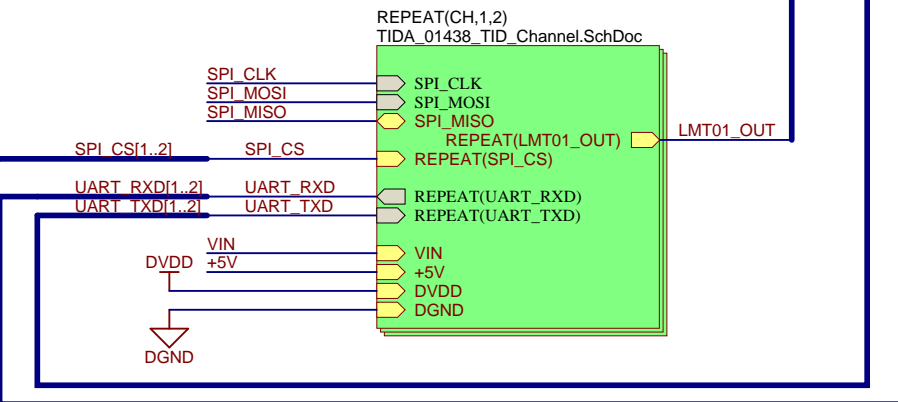 REPEAT(CH,1,2)
TIDA_01438_TID_Channel.SchDoc
SPI_CLK SPI_CLK
SPI_MOSI SPI_MOSI
SPI_MISO SPI_MISO
REPEAT(LMT01_OUT) LMT01_OUT
SPI_CS[1..2] SPI_CS REPEAT(SPI_CS)
UART_RXD[1..2] UART_RXD REPEAT(UART_RXD)
UART_TXD[1..2] UART_TXD REPEAT(UART_TXD)
VIN VIN
DVDD +5V +5V
DVDD
DGND
DGND